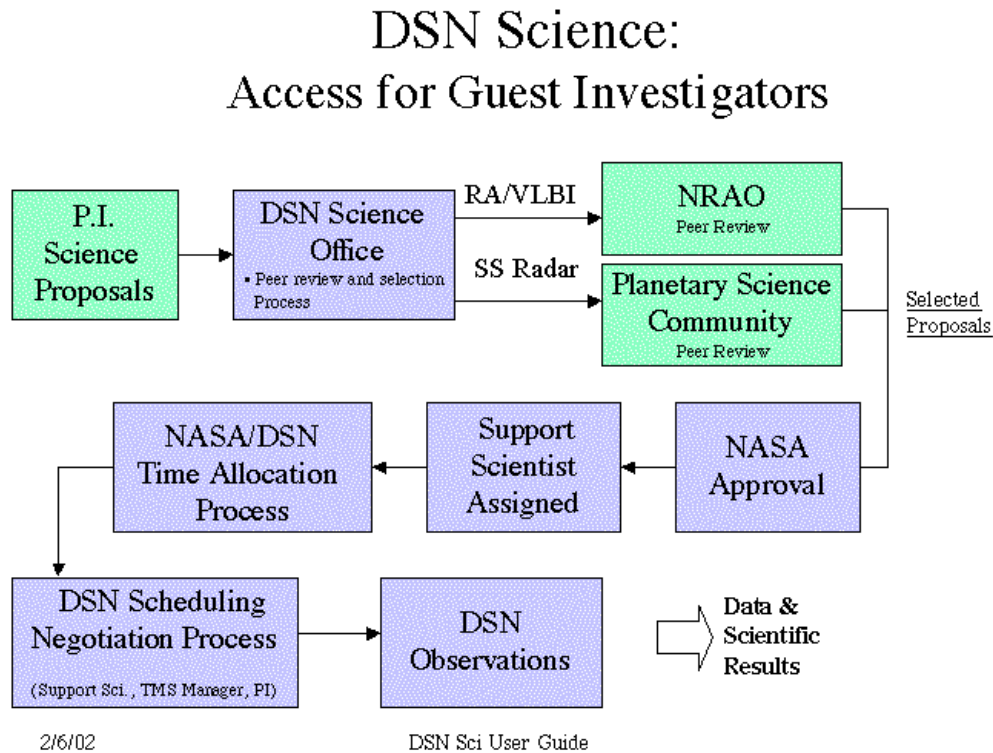 DSN Science:
Access for Guest Investigators
P.I.
Science
Proposals
DSN Science
Office
▪ Peer review and selection
Process
RA/VLBI
SS Radar
NRAO
Peer Review
Planetary Science
Community
Peer Review
Selected
Proposals
NASA/DSN
Time Allocation
Process
Support
Scientist
Assigned
NASA
Approval
DSN Scheduling
Negotiation Process
(Support Sci., TMS Manager, PI)
DSN
Observations
Data &
Scientific
Results
2/6/02
DSN Sci User Guide